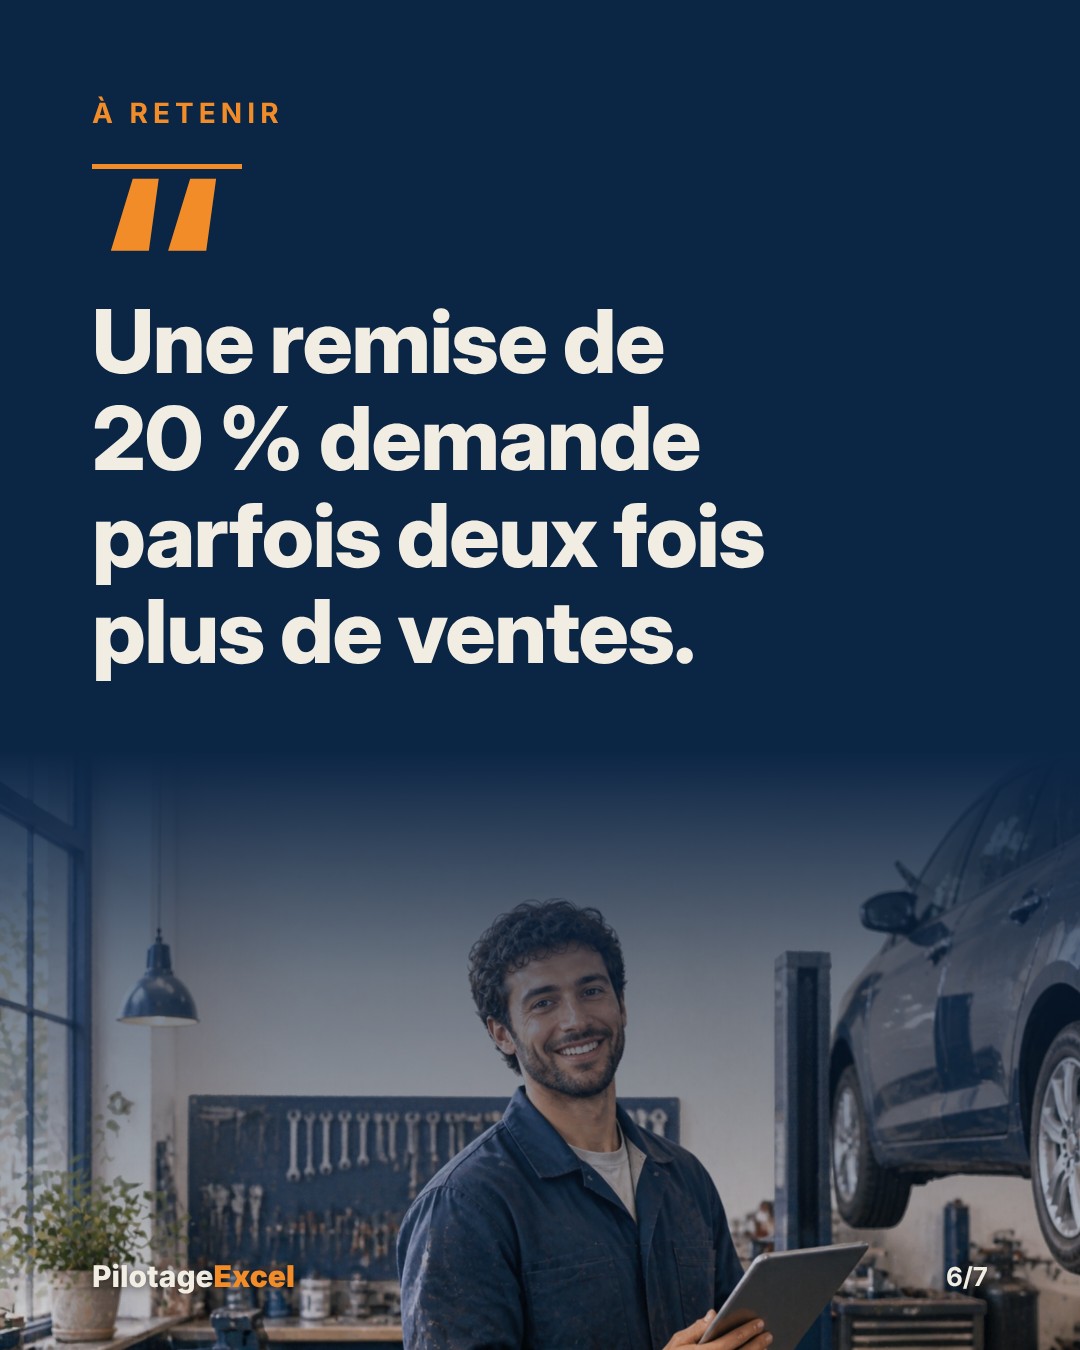 À RETENIR
"
Une remise de
20 % demande
parfois deux fois
plus de ventes.
PilotageExcel
6/7